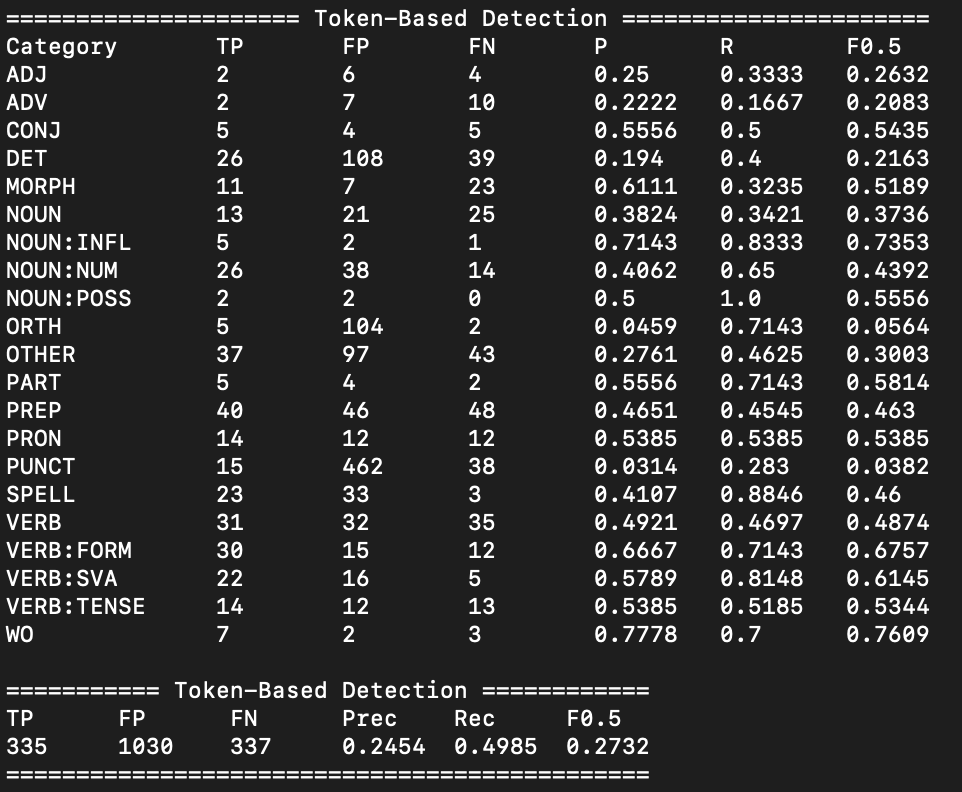 ===================== Token-Based Detection ======================
Category TP FP FN P R F0.5
ADJ 2 6 4 0.25 0.3333 0.2632
ADV 2 7 10 0.2222 0.1667 0.2083
CONJ 5 4 5 0.5556 0.5 0.5435
DET 26 108 39 0.194 0.4 0.2163
MORPH 11 7 23 0.6111 0.3235 0.5189
NOUN 13 21 25 0.3824 0.3421 0.3736
NOUN:INFL 5 2 1 0.7143 0.8333 0.7353
NOUN:NUM 26 38 14 0.4062 0.65 0.4392
NOUN:POSS 2 2 0 0.5 1.0 0.5556
ORTH 5 104 2 0.0459 0.7143 0.0564
OTHER 37 97 43 0.2761 0.4625 0.3003
PART 5 4 2 0.5556 0.7143 0.5814
PREP 40 46 48 0.4651 0.4545 0.463
PRON 14 12 12 0.5385 0.5385 0.5385
PUNCT 15 462 38 0.0314 0.283 0.0382
SPELL 23 33 3 0.4107 0.8846 0.46
VERB 31 32 35 0.4921 0.4697 0.4874
VERB:FORM 30 15 12 0.6667 0.7143 0.6757
VERB:SVA 22 16 5 0.5789 0.8148 0.6145
VERB:TENSE 14 12 13 0.5385 0.5185 0.5344
WO 7 2 3 0.7778 0.7 0.7609
=========== Token-Based Detection ============
TP FP FN Prec Rec F0.5
335 1030 337 0.2454 0.4985 0.2732
==============================================